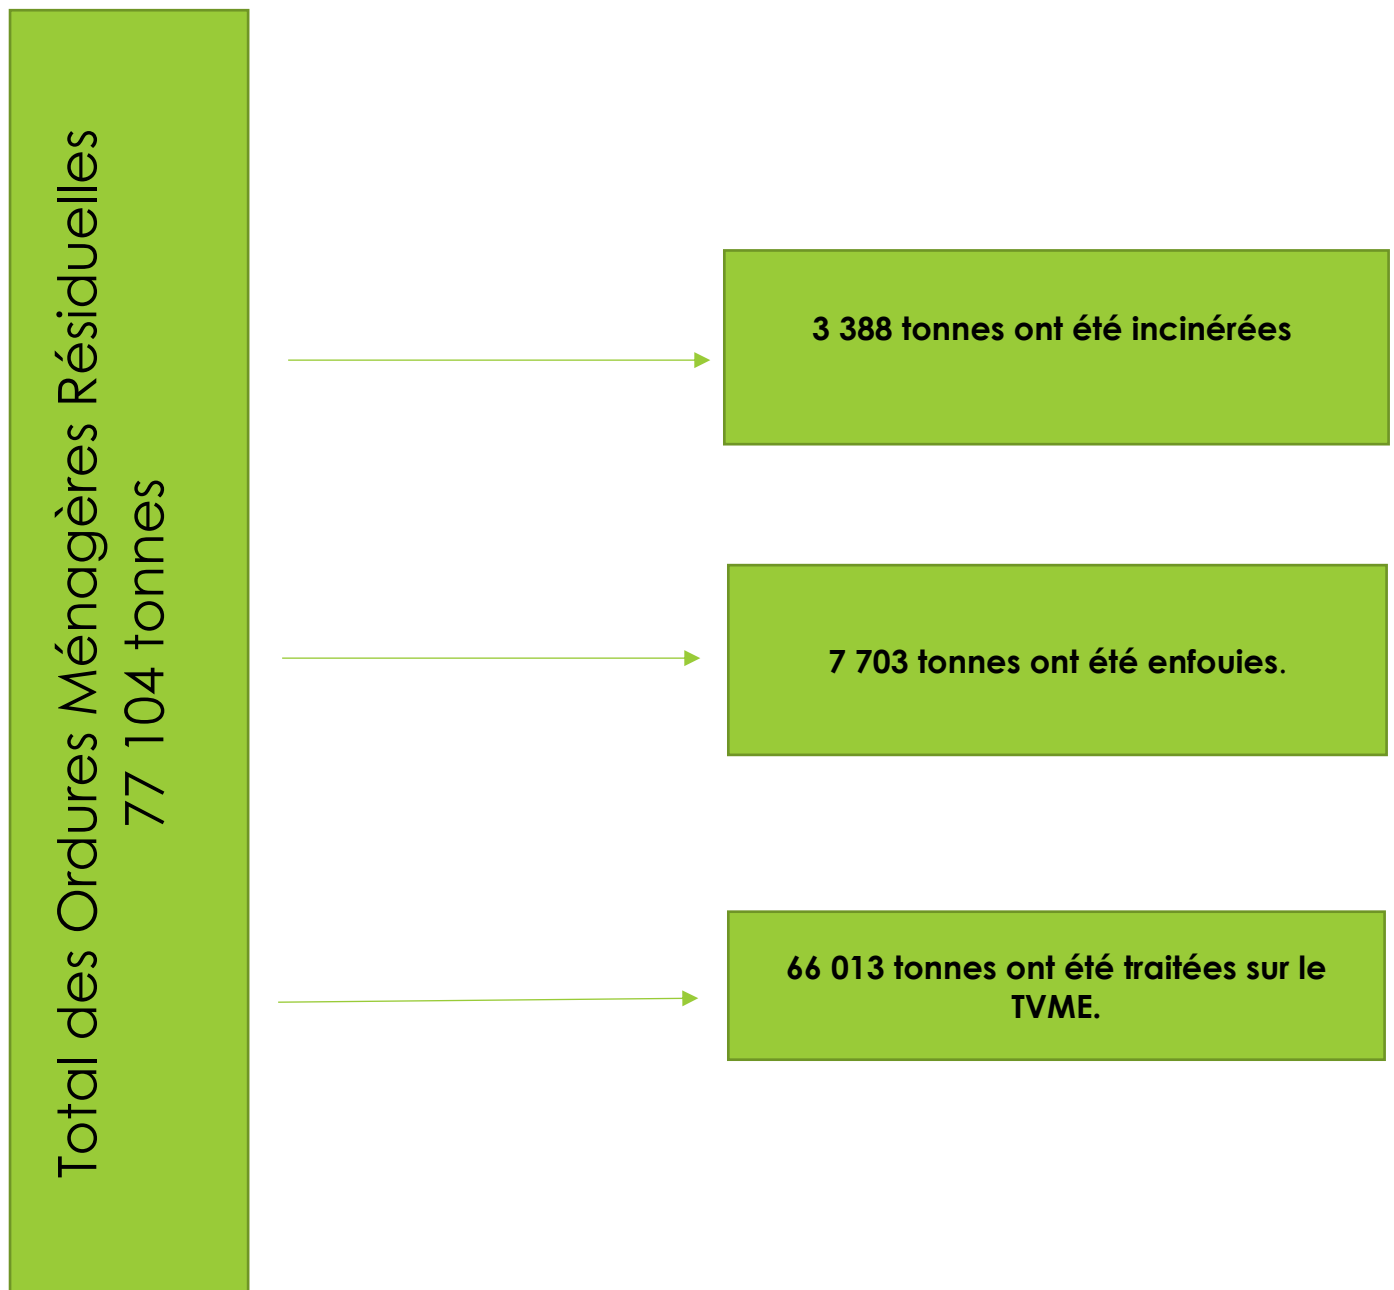 Total des Ordures Ménagères Résiduelles
77 104 tonnes
3 388 tonnes ont été incinérées
7 703 tonnes ont été enfouies.
66 013 tonnes ont été traitées sur le
TVME.